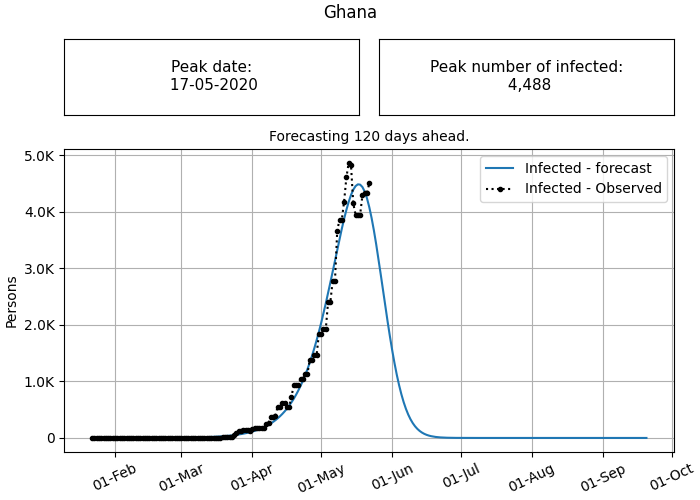 Ghana
Peak date:
17-05-2020
Peak number of infected:
4,488
Forecasting 120 days ahead.
Infected - forecast
Infected - Observed
Persons
5.0K
4.0K
3.0K
2.0K
1.0K
0
01-Feb
01-Mar
01-Apr
01-May
01-Jun
01-Jul
01-Aug
01-Sep
01-Oct